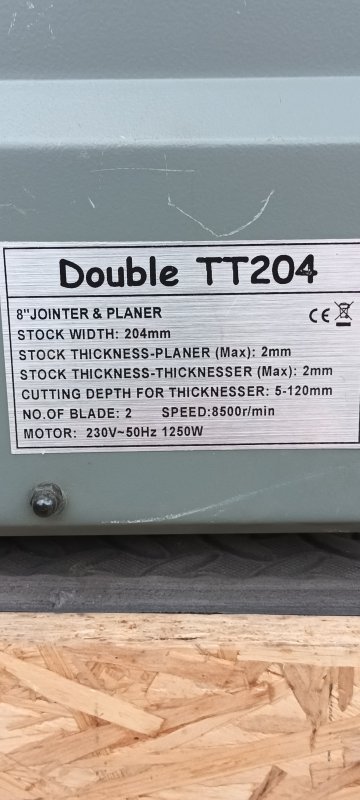 Double TT204
8"JOINTER & PLANER
CE
STOCK WIDTH: 204mm
STOCK THICKNESS-PLANER (Max): 2mm
STOCK THICKNESS-THICKNESSER (Max): 2mm
CUTTING DEPTH FOR THICKNESSER: 5-120mm
NO.OF BLADE: 2 SPEED:8500r/min
MOTOR: 230V~50Hz 1250W